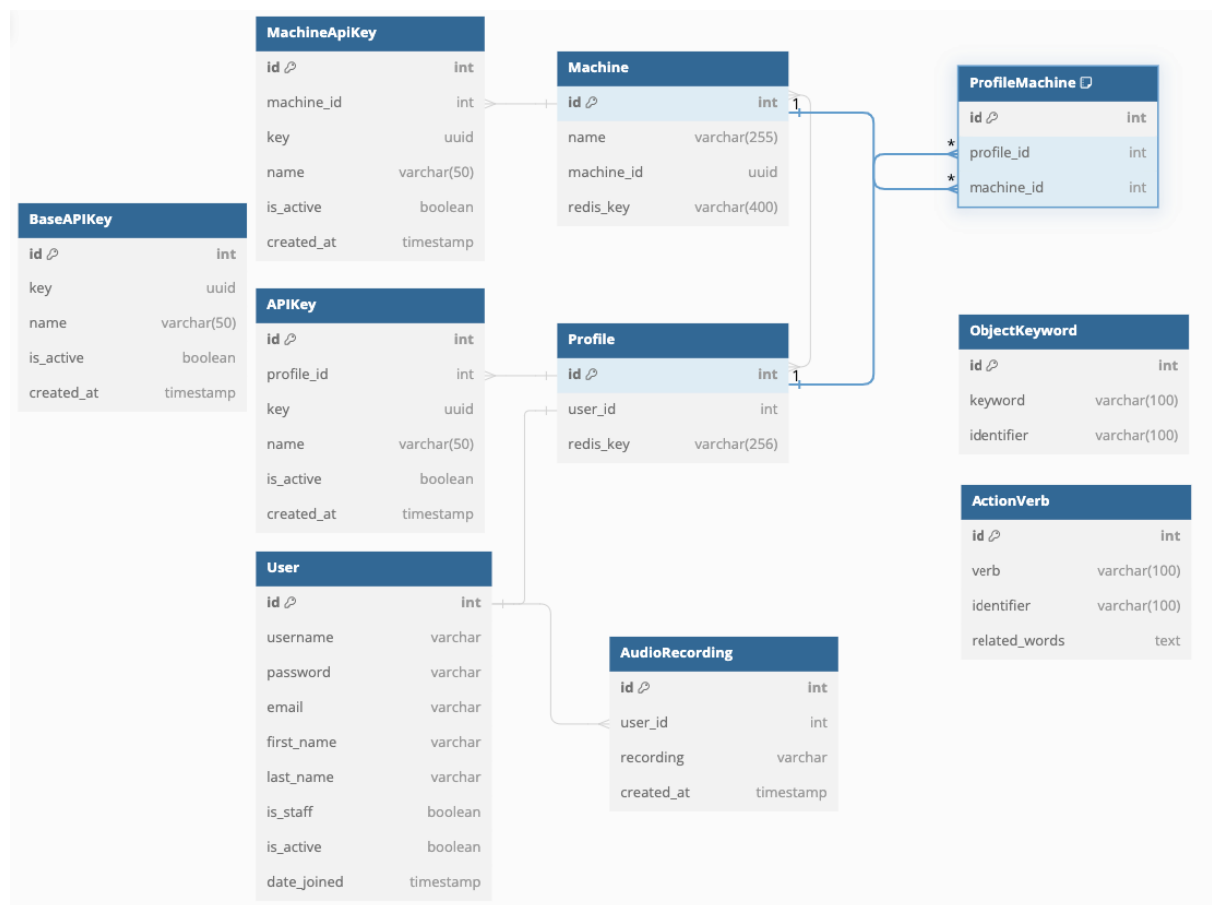 MachineApiKey
id int
machine_id int
key uuid
name varchar(50)
is_active boolean
created_at timestamp
Machine
id int
name varchar(255)
machine_id uuid
redis_key varchar(400)
1
ProfileMachine
id int
* profile_id int
* machine_id int
BaseAPIKey
id int
key uuid
name varchar(50)
is_active boolean
created_at timestamp
APIKey
id int
profile_id int
key uuid
name varchar(50)
is_active boolean
created_at timestamp
Profile
id int
user_id int
redis_key varchar(256)
1
ObjectKeyword
id int
keyword varchar(100)
identifier varchar(100)
ActionVerb
id int
verb varchar(100)
identifier varchar(100)
related_words text
User
id int
username varchar
password varchar
email varchar
first_name varchar
last_name varchar
is_staff boolean
is_active boolean
date_joined timestamp
AudioRecording
id int
user_id int
recording varchar
created_at timestamp